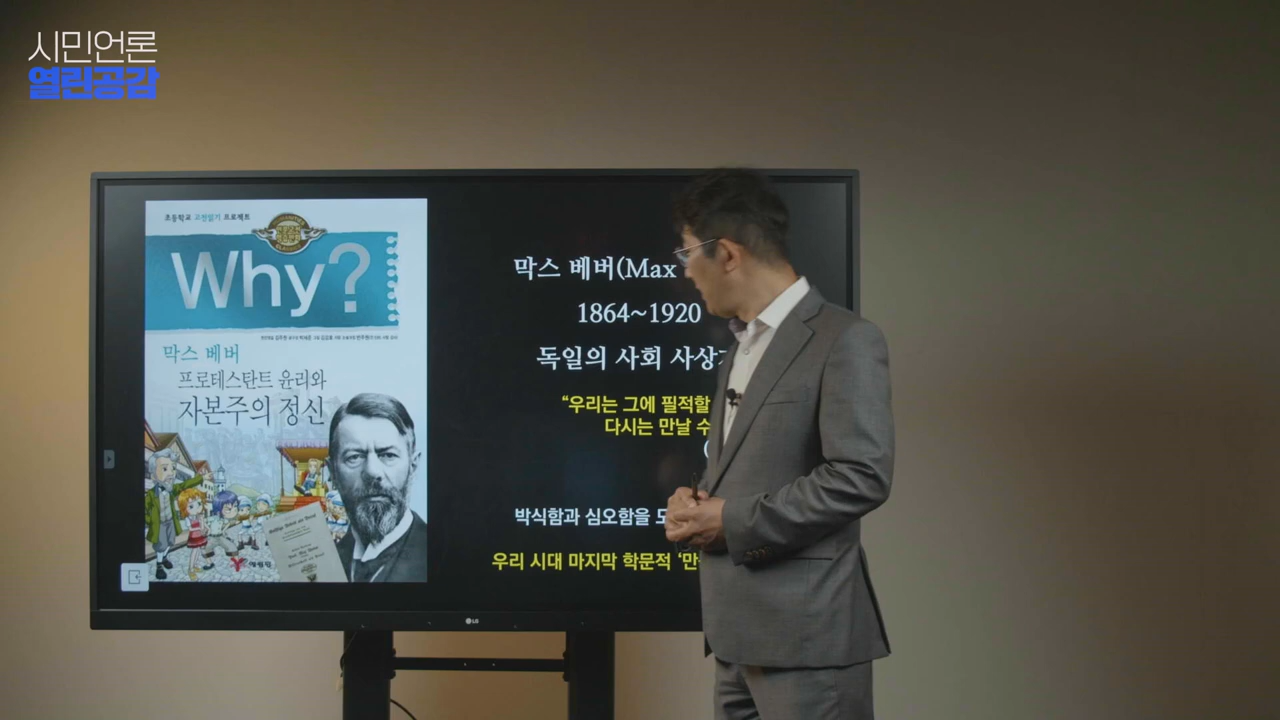 시민언론
열린공감
초등학교 고전읽기 프로젝트
Why?
막스 베버
프로테스탄트 윤리와
자본주의 정신
예림당
막스 베버(Max
1864~1920
독일의 사회 사상
“우리는 그에 필적할
다시는 만날 수
(
박식함과 심오함을
우리 시대 마지막 학문적 ‘만
LG